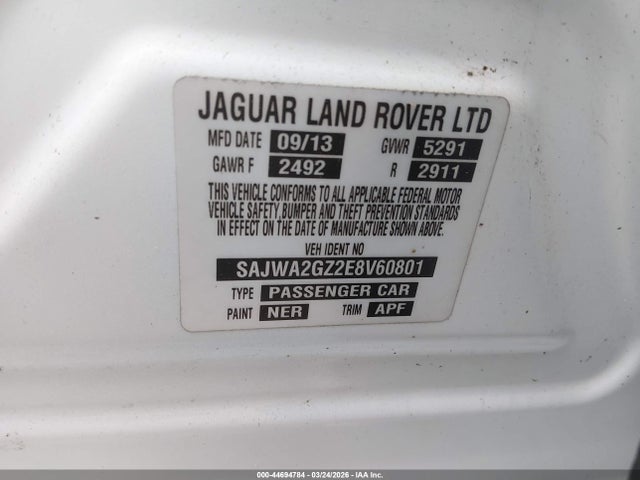 JAGUAR LAND ROVER LTD
MFD DATE 09/13 GVWR 5291
GAWR F 2492 R 2911
THIS VEHICLE CONFORMS TO ALL APPLICABLE FEDERAL MOTOR
VEHICLE SAFETY, BUMPER AND THEFT PREVENTION STANDARDS
IN EFFECT ON THE DATE OF MANUFACTURE SHOWN ABOVE.
VEH IDENT NO
SAJWA2GZ2E8V60801
TYPE PASSENGER CAR
PAINT NER TRIM APF
000-44694784 - 03/24/2026 - IAA Inc.